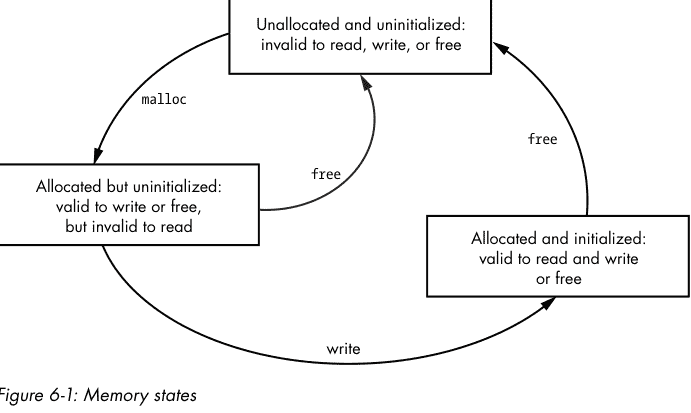 Unallocated and uninitialized:
invalid to read, write, or free
malloc
free
free
Allocated but uninitialized:
valid to write or free,
but invalid to read
Allocated and initialized:
valid to read and write
or free
write
Figure 6-1: Memory states